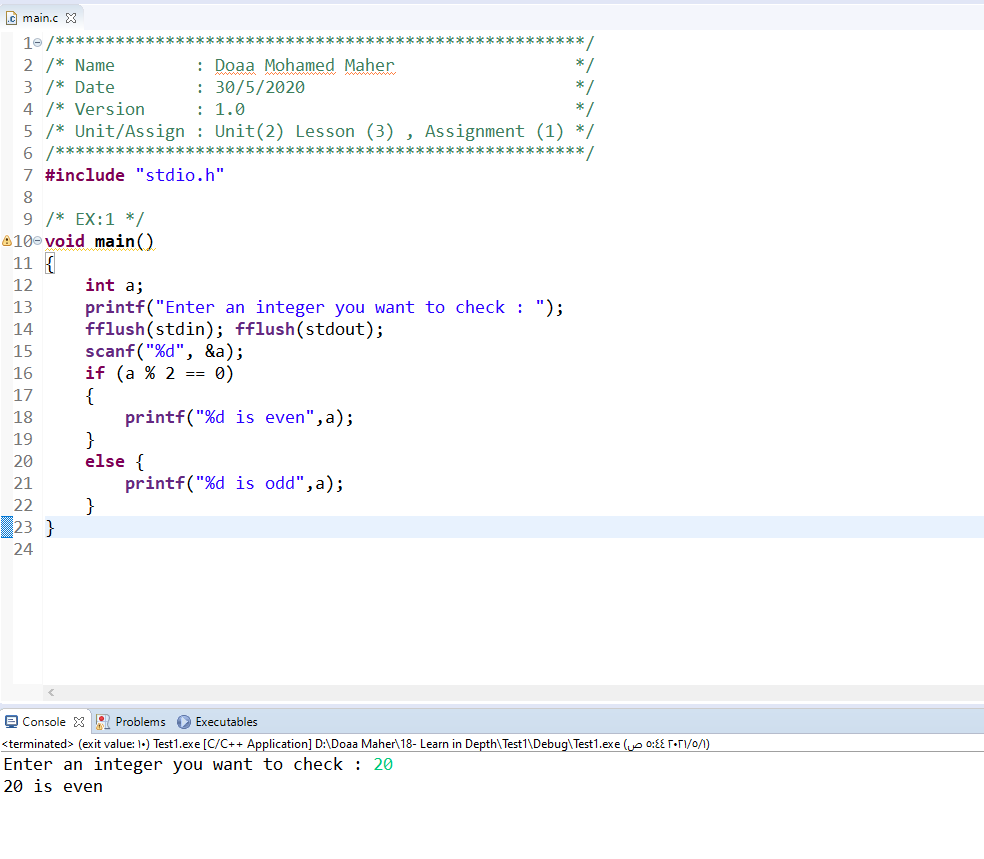 main.c
1 /*****************************************************/
2 /* Name        : Doaa Mohamed Maher                  */
3 /* Date        : 30/5/2020                           */
4 /* Version     : 1.0                                 */
5 /* Unit/Assign : Unit(2) Lesson (3) , Assignment (1) */
6 /*****************************************************/
7 #include "stdio.h"
8
9 /* EX:1 */
10 void main()
11 {
12     int a;
13     printf("Enter an integer you want to check : ");
14     fflush(stdin); fflush(stdout);
15     scanf("%d", &a);
16     if (a % 2 == 0)
17     {
18         printf("%d is even",a);
19     }
20     else {
21         printf("%d is odd",a);
22     }
23 }
24
Console Problems Executables
<terminated> (exit value: ١٠) Test1.exe [C/C++ Application] D:\Doaa Maher\18- Learn in Depth\Test1\Debug\Test1.exe (٢٠٢١/٥/١ ٥:٤٤ ص)
Enter an integer you want to check : 20
20 is even